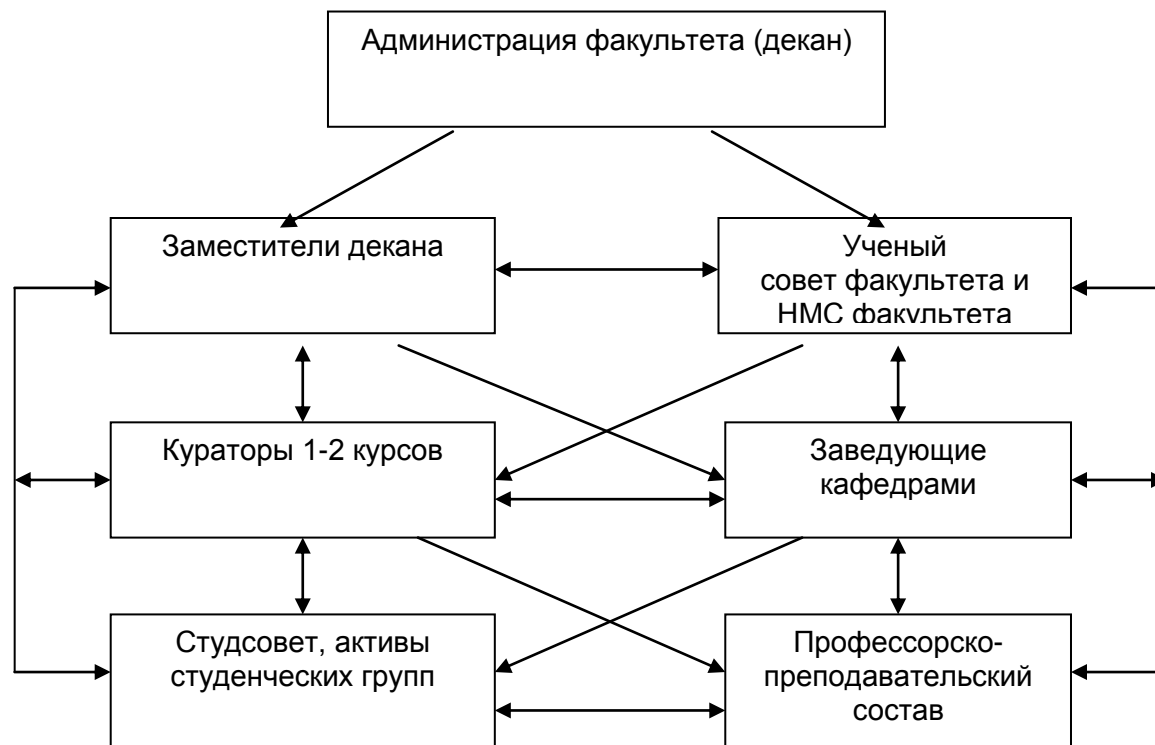 Администрация факультета (декан)
Заместители декана
Ученый
совет факультета и
НМС факультета
Кураторы 1-2 курсов
Заведующие
кафедрами
Студсовет, активы
студенческих групп
Профессорско-
преподавательский
состав